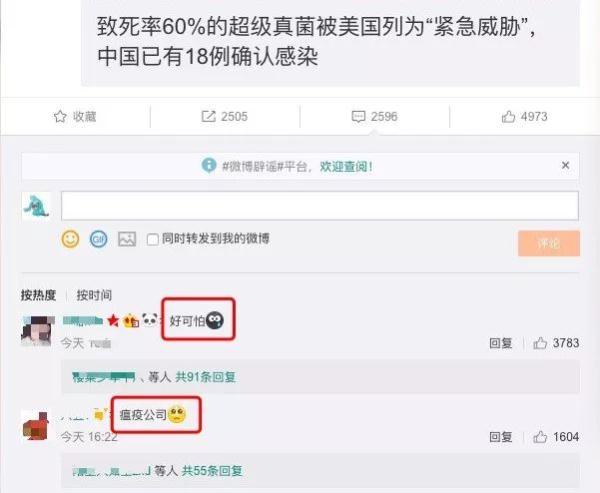 致死率60%的超级真菌被美国列为“紧急威胁”,
中国已有18例确认感染
收藏 2505 2596 4973
#微博辟谣#平台，欢迎查阅! ×
GIF 同时转发到我的微博 评论
按热度 | 按时间
好可怕
今天 回复 3783
等人 共91条回复
瘟疫公司
今天 16:22 回复 1604
等人 共55条回复